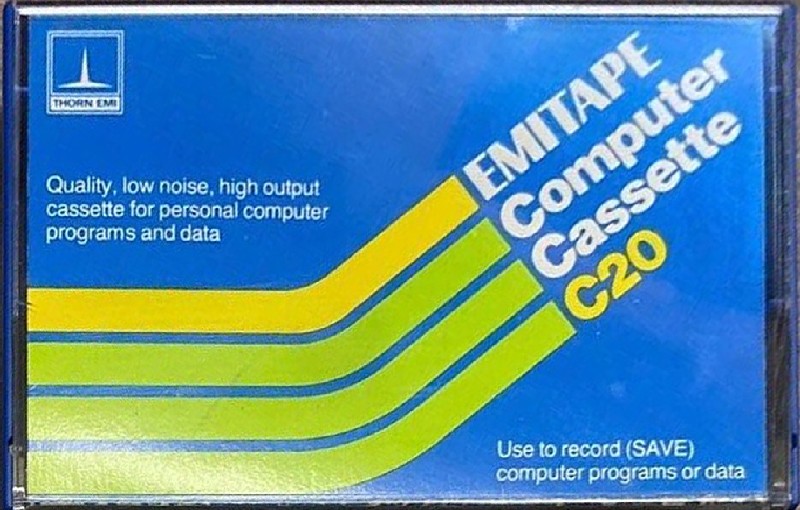 THORN EMI
Quality, low noise, high output
cassette for personal computer
programs and data
EMITAPE
Computer
Cassette
C20
Use to record (SAVE)
computer programs or data